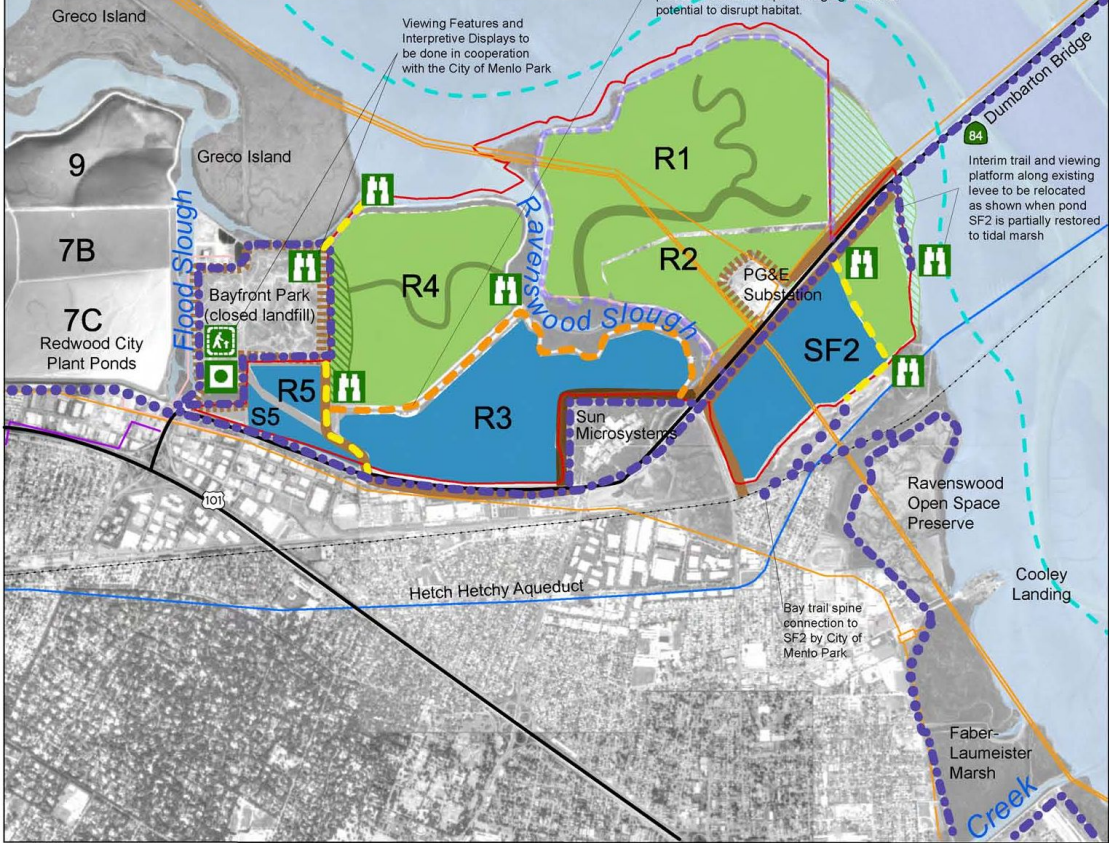 potential to disrupt habitat.
Greco Island
Viewing Features and
Interpretive Displays to
be done in cooperation
with the City of Menlo Park
Dumbarton Bridge
84
9
Greco Island
R1
Interim trail and viewing
platform along existing
levee to be relocated
as shown when pond
SF2 is partially restored
to tidal marsh
7B
Flood Slough
Ravenswood Slough
R2
R4
PG&E
Substation
Bayfront Park
(closed landfill)
7C
Redwood City
Plant Ponds
SF2
R5
S5
R3
Sun
Microsystems
101
Ravenswood
Open Space
Preserve
Hetch Hetchy Aqueduct
Cooley
Landing
Bay trail spine
connection to
SF2 by City of
Menlo Park
Faber-
Laumeister
Marsh
Creek